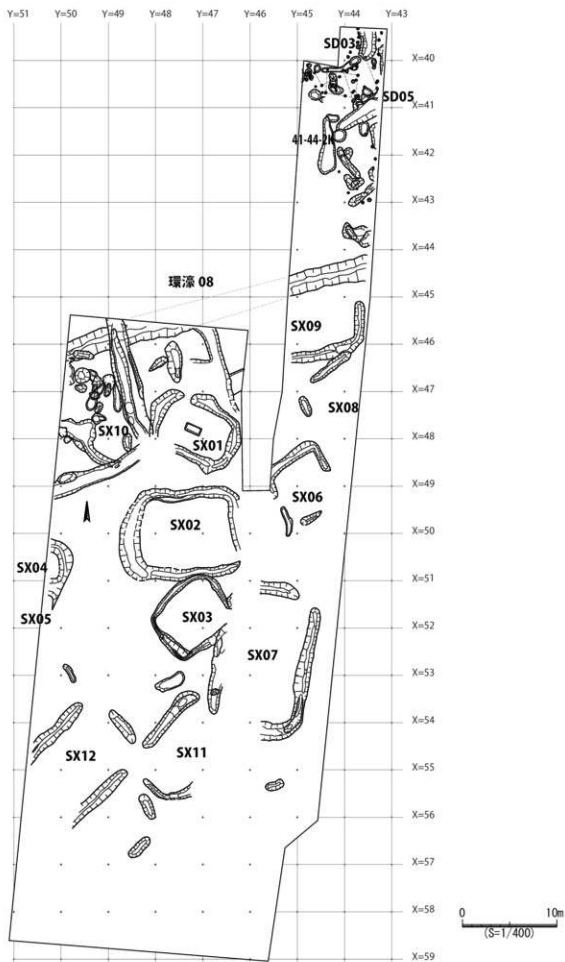 Y=51 Y=50 Y=49 Y=48 Y=47 Y=46 Y=45 Y=44 Y=43
SD03
X=40
SD05
X=41
41-44-2K
X=42
X=43
X=44
環濠 08
X=45
SX09
X=46
X=47
SX08
SX10
SX01
X=48
X=49
SX06
SX02
X=50
SX04
X=51
SX05
SX03
X=52
SX07
X=53
X=54
SX12
SX11
X=55
X=56
X=57
X=58
0 10m
(S=1/400)
X=59